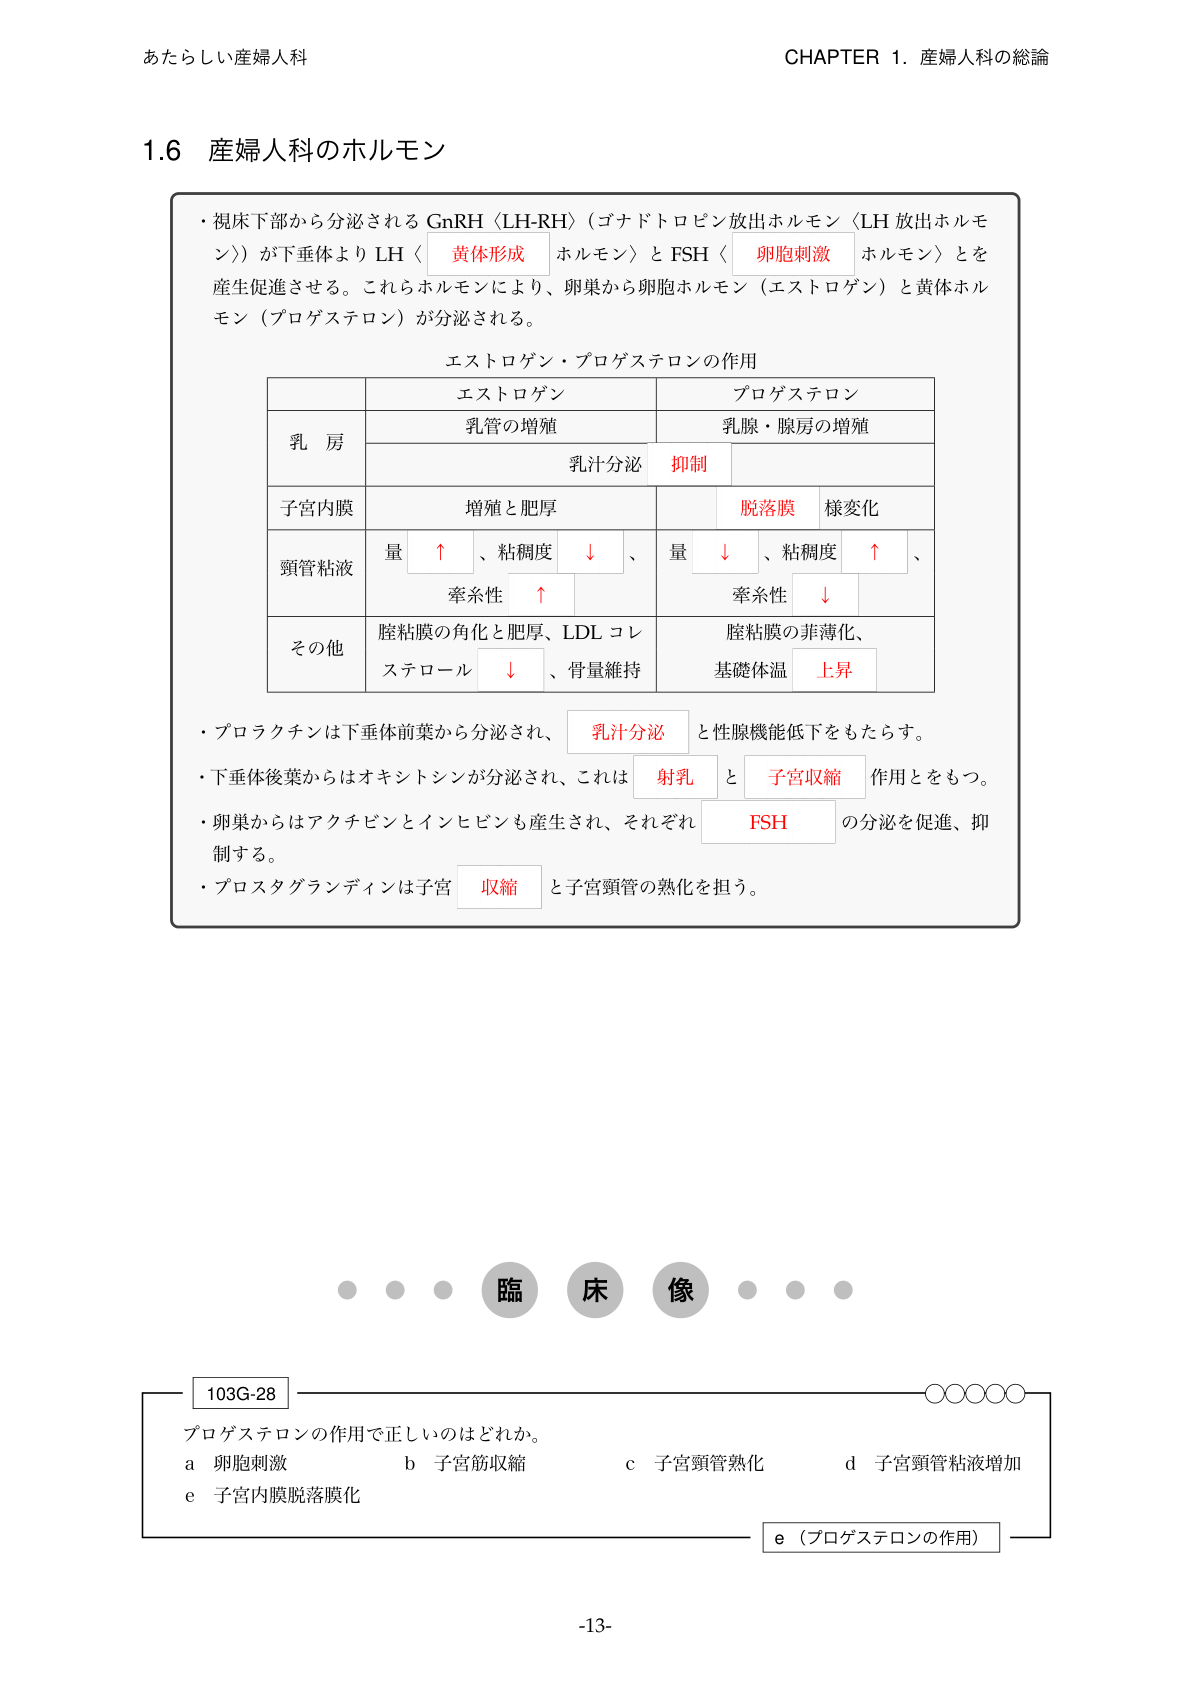 あたらしい産婦人科
CHAPTER 1. 産婦人科の総論
1.6 産婦人科のホルモン
・視床下部から分泌される GnRH〈LH-RH〉（ゴナドトロピン放出ホルモン〈LH 放出ホルモ
ン〉）が下垂体より LH〈 黄体形成 ホルモン〉と FSH〈 卵胞刺激 ホルモン〉とを
産生促進させる。これらホルモンにより、卵巣から卵胞ホルモン（エストロゲン）と黄体ホル
モン（プロゲステロン）が分泌される。
エストロゲン・プロゲステロンの作用
エストロゲン プロゲステロン
乳 房 乳管の増殖 乳腺・腺房の増殖
乳汁分泌 抑制
子宮内膜 増殖と肥厚 脱落膜 様変化
頸管粘液 量 ↑ 、粘稠度 ↓ 、 量 ↓ 、粘稠度 ↑ 、
牽糸性 ↑ 牽糸性 ↓
その他 腟粘膜の角化と肥厚、LDL コレ 腟粘膜の菲薄化、
ステロール ↓ 、骨量維持 基礎体温 上昇
・プロラクチンは下垂体前葉から分泌され、 乳汁分泌 と性腺機能低下をもたらす。
・下垂体後葉からはオキシトシンが分泌され、これは 射乳 と 子宮収縮 作用とをもつ。
・卵巣からはアクチビンとインヒビンも産生され、それぞれ FSH の分泌を促進、抑
制する。
・プロスタグランディンは子宮 収縮 と子宮頸管の熟化を担う。
臨 床 像
103G-28
プロゲステロンの作用で正しいのはどれか。
a 卵胞刺激 b 子宮筋収縮 c 子宮頸管熟化 d 子宮頸管粘液増加
e 子宮内膜脱落膜化
e （プロゲステロンの作用）
-13-